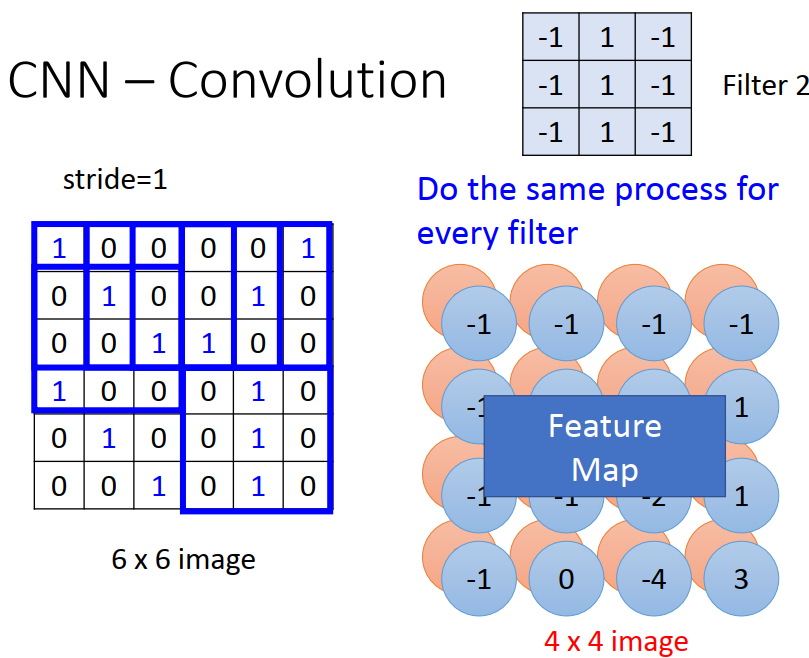 CNN – Convolution
-1 1 -1
-1 1 -1
-1 1 -1
Filter 2
stride=1
Do the same process for
every filter
1 0 0 0 0 1
0 1 0 0 1 0
0 0 1 1 0 0
1 0 0 0 1 0
0 1 0 0 1 0
0 0 1 0 1 0
6 x 6 image
-1 -1 -1 -1
-1 1
-1 -1 -2 1
-1 0 -4 3
Feature
Map
4 x 4 image